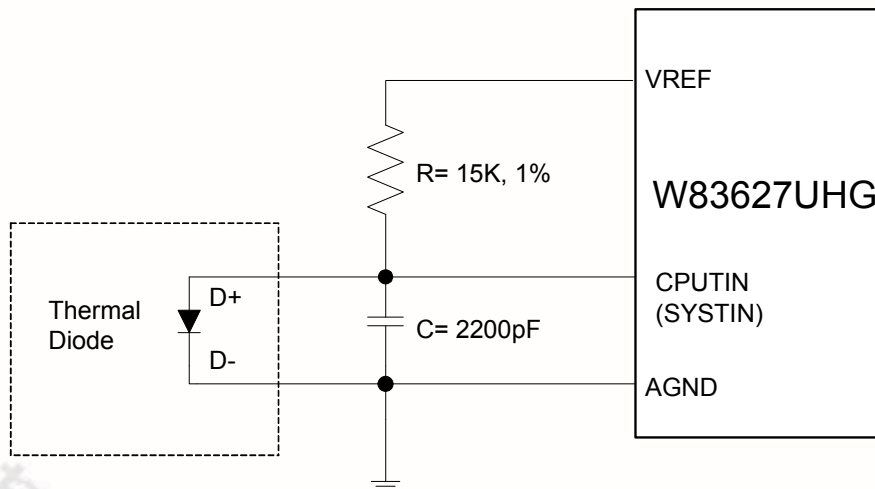 VREF
R= 15K, 1%
W83627UHG
CPUTIN
(SYSTIN)
Thermal
Diode
D+
D-
C= 2200pF
AGND